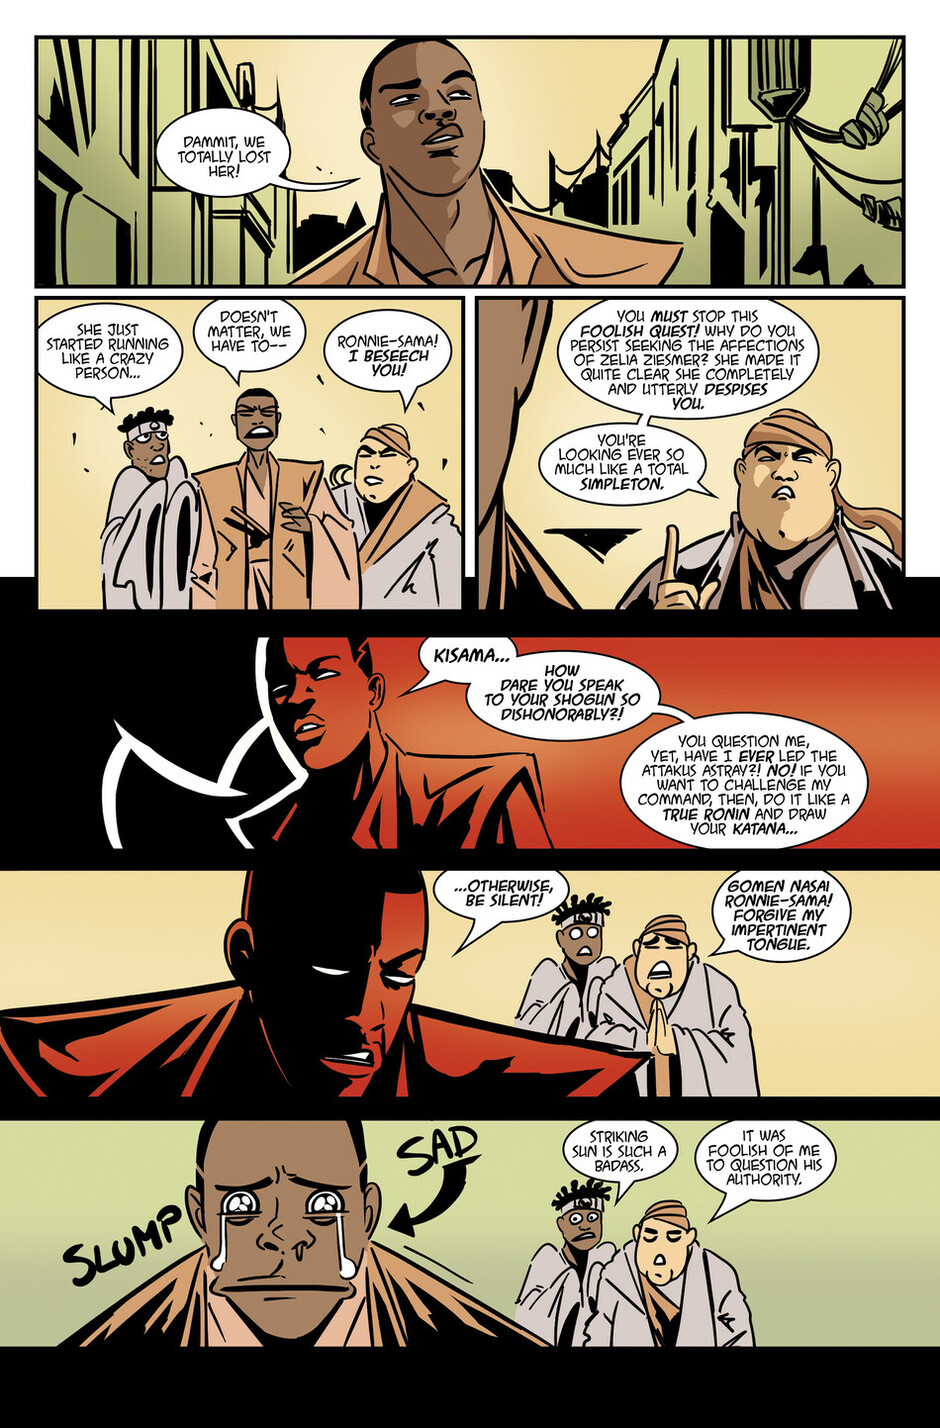 DAMMIT, WE
TOTALLY LOST
HER!
SHE JUST
STARTED RUNNING
LIKE A CRAZY
PERSON...
DOESN'T
MATTER, WE
HAVE TO--
RONNIE-SAMA!
I BESEECH
YOU!
YOU MUST STOP THIS
FOOLISH QUEST! WHY DO YOU
PERSIST SEEKING THE AFFECTIONS
OF ZELIA ZIESMER? SHE MADE IT
QUITE CLEAR SHE COMPLETELY
AND UTTERLY DESPISES
YOU.
YOU'RE
LOOKING EVER SO
MUCH LIKE A TOTAL
SIMPLETON.
KISAMA...
HOW
DARE YOU SPEAK
TO YOUR SHOGUN SO
DISHONORABLY?!
YOU QUESTION ME,
YET, HAVE I EVER LED THE
ATTAKUS ASTRAY?! NO! IF YOU
WANT TO CHALLENGE MY
COMMAND, THEN, DO IT LIKE A
TRUE RONIN AND DRAW
YOUR KATANA...
...OTHERWISE,
BE SILENT!
GOMEN NASAI
RONNIE-SAMA!
FORGIVE MY
IMPERTINENT
TONGUE.
SLUMP
SAD
STRIKING
SUN IS SUCH A
BADASS.
IT WAS
FOOLISH OF ME
TO QUESTION HIS
AUTHORITY.